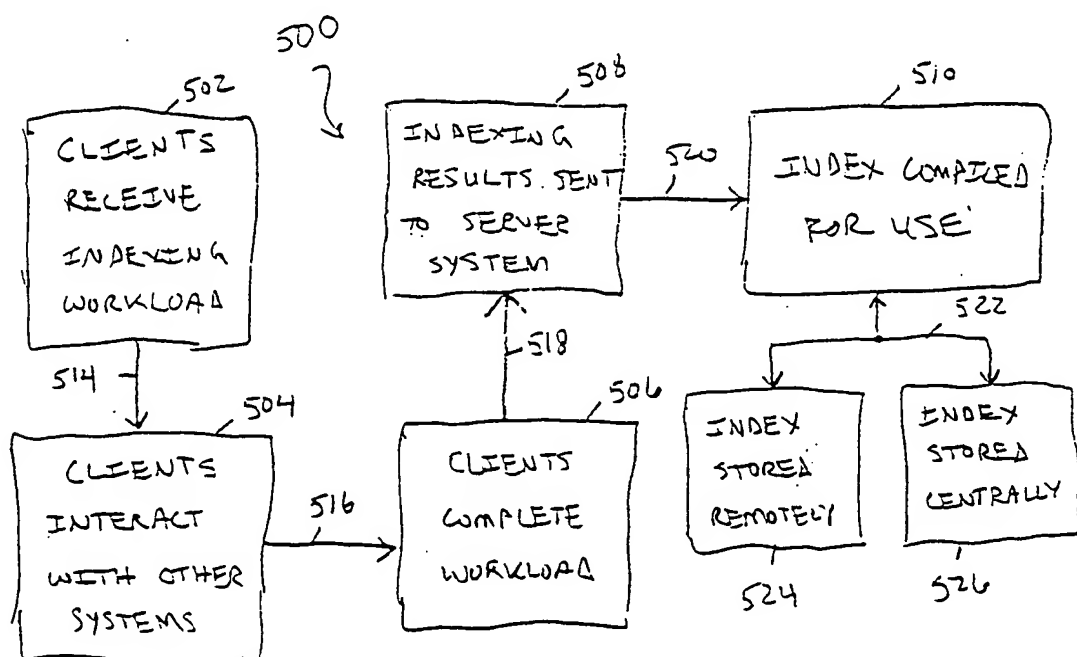 500
502
CLIENTS
RECEIVE
INDEXING
WORKLOAD
514
504
CLIENTS
INTERACT
WITH OTHER
SYSTEMS
516
506
CLIENTS
COMPLETE
WORKLOAD
518
508
INDEXING
RESULTS SENT
TO SERVER
SYSTEM
520
510
INDEX COMPILED
FOR USE
522
INDEX
STORED
REMOTELY
524
INDEX
STORED
CENTRALLY
526